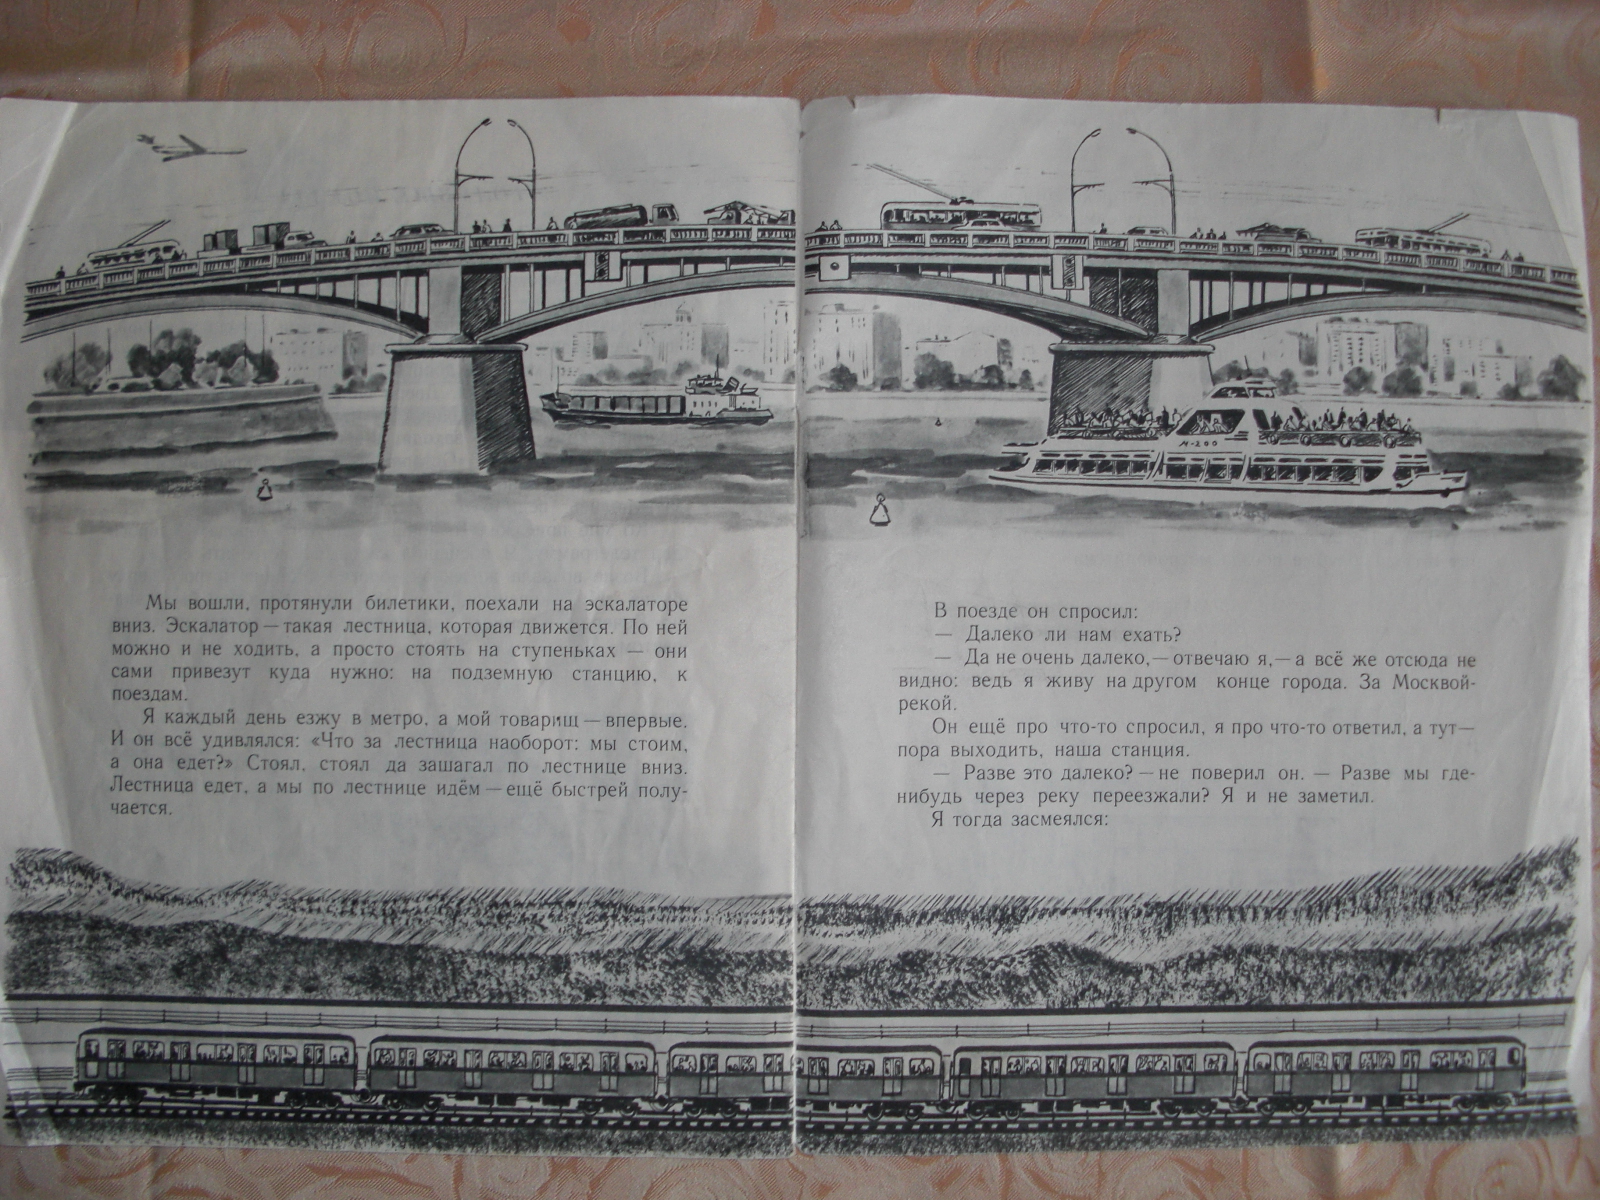 Мы вошли, протянули билетики, поехали на эскалаторе
вниз. Эскалатор — такая лестница, которая движется. По ней
можно и не ходить, а просто стоять на ступеньках — они
сами привезут куда нужно: на подземную станцию, к
поездам.
Я каждый день езжу в метро, а мой товарищ — впервые.
И он всё удивлялся: «Что за лестница наоборот: мы стоим,
а она едет?» Стоял, стоял да зашагал по лестнице вниз.
Лестница едет, а мы по лестнице идём — ещё быстрей полу-
чается.
М-200
В поезде он спросил:
— Далеко ли нам ехать?
— Да не очень далеко, — отвечаю я, — а всё же отсюда не
видно: ведь я живу на другом конце города. За Москвой-
рекой.
Он ещё про что-то спросил, я про что-то ответил, а тут —
пора выходить, наша станция.
— Разве это далеко? — не поверил он. — Разве мы где-
нибудь через реку переезжали? Я и не заметил.
Я тогда засмеялся: